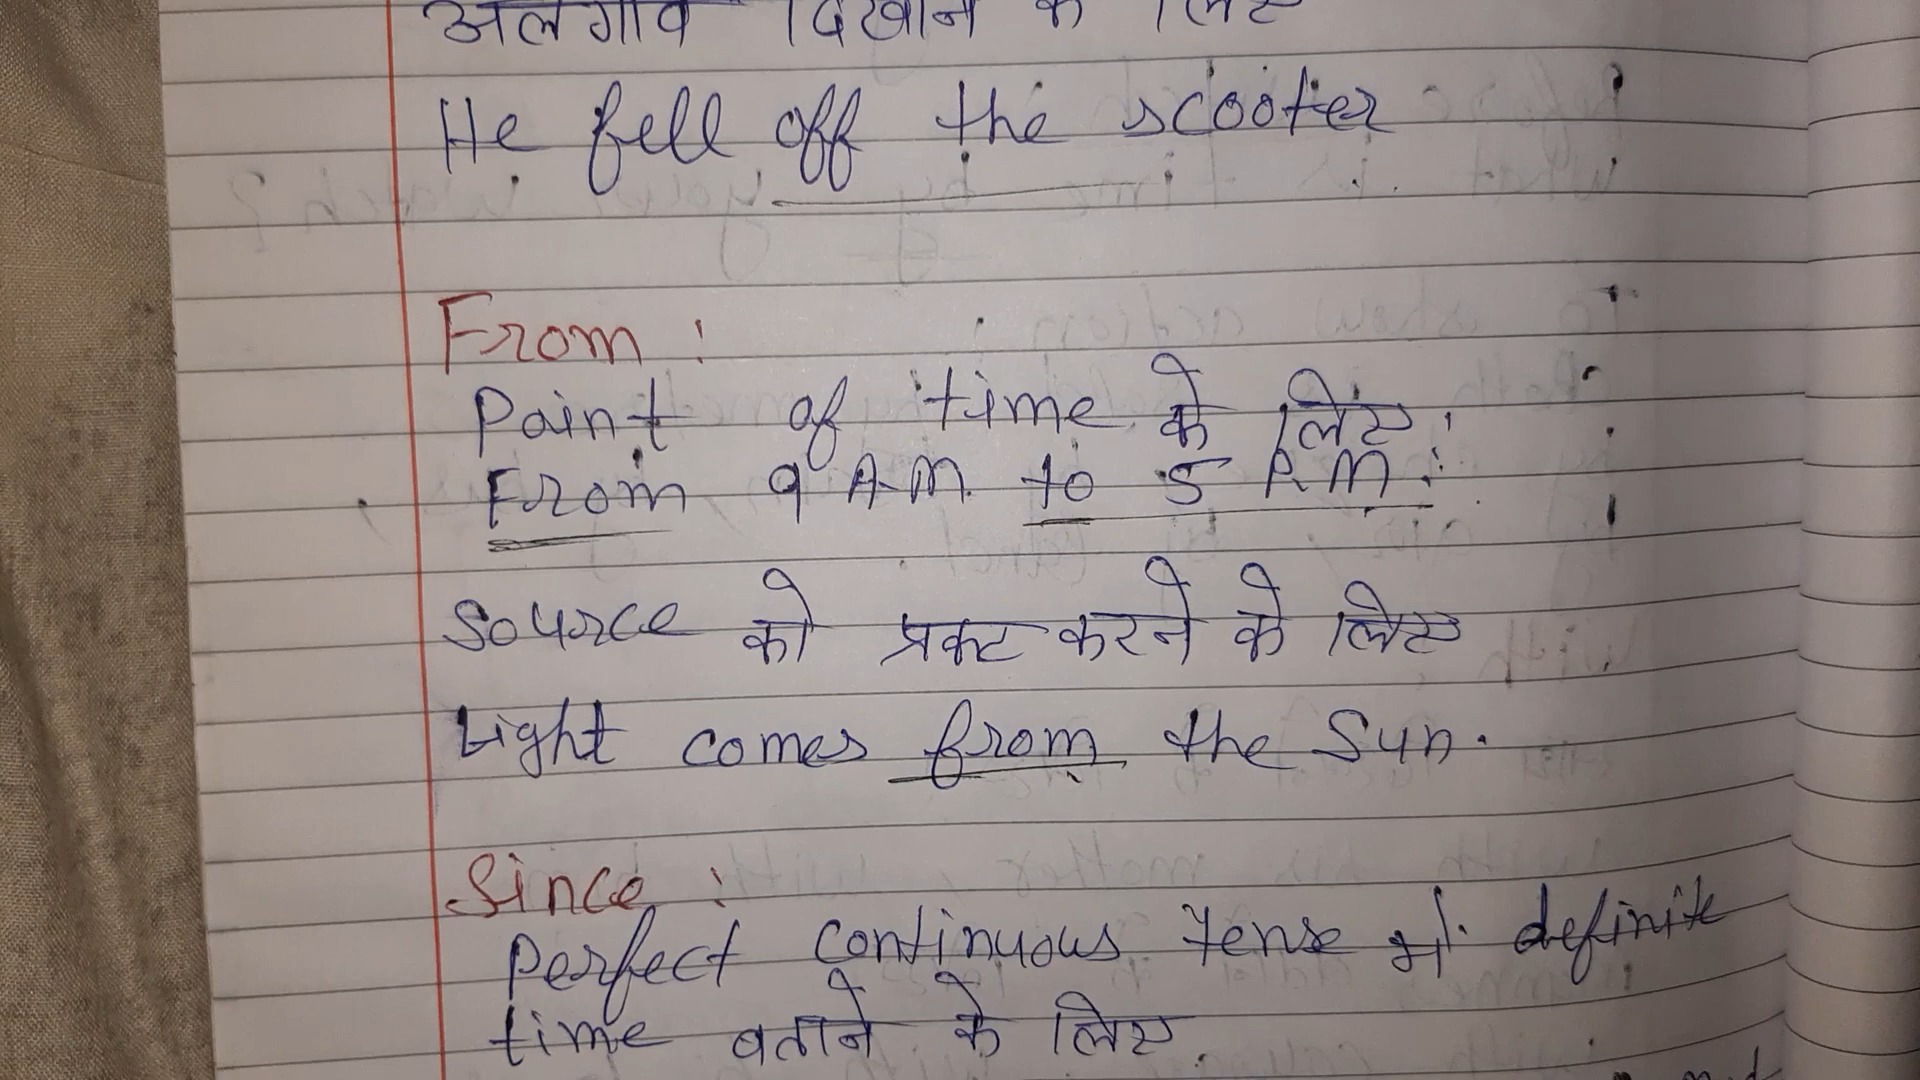 अलगाव दिखाने के लिए
He fell off the scooter
From :
Point of time के लिए :
From 9 A.M. to 5 P.M :
Source को प्रकट करने के लिए
Light comes from the Sun.
Since :
Perfect continuous Tense में definite
time बताने के लिए